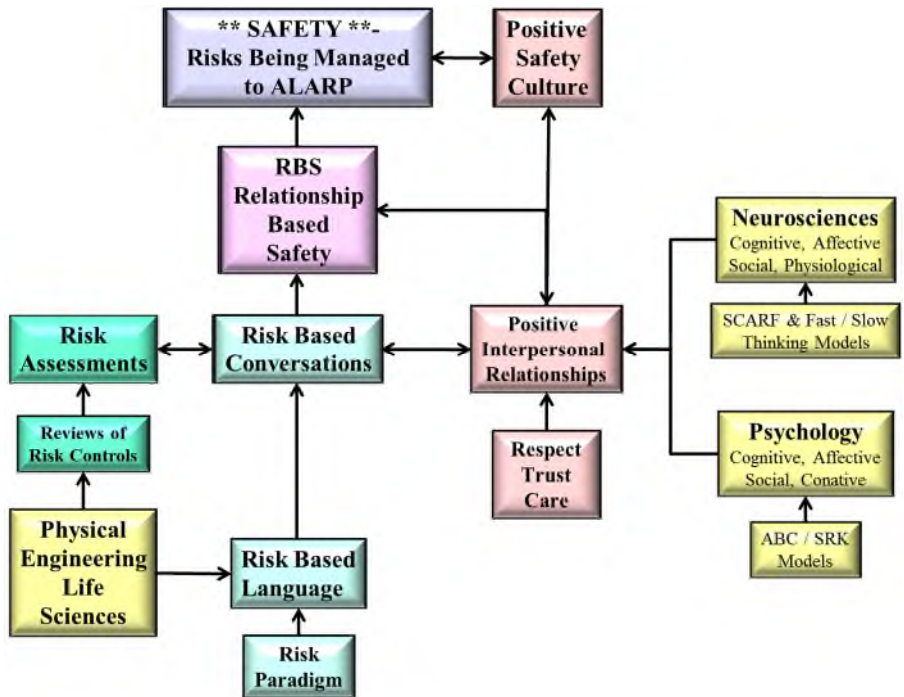 ** SAFETY **-
Risks Being Managed
to ALARP
Positive
Safety
Culture
RBS
Relationship
Based
Safety
Neurosciences
Cognitive, Affective
Social, Physiological
SCARF & Fast / Slow
Thinking Models
Risk
Assessments
Risk Based
Conversations
Positive
Interpersonal
Relationships
Reviews of
Risk Controls
Respect
Trust
Care
Psychology
Cognitive, Affective
Social, Conative
ABC / SRK
Models
Physical
Engineering
Life
Sciences
Risk Based
Language
Risk
Paradigm